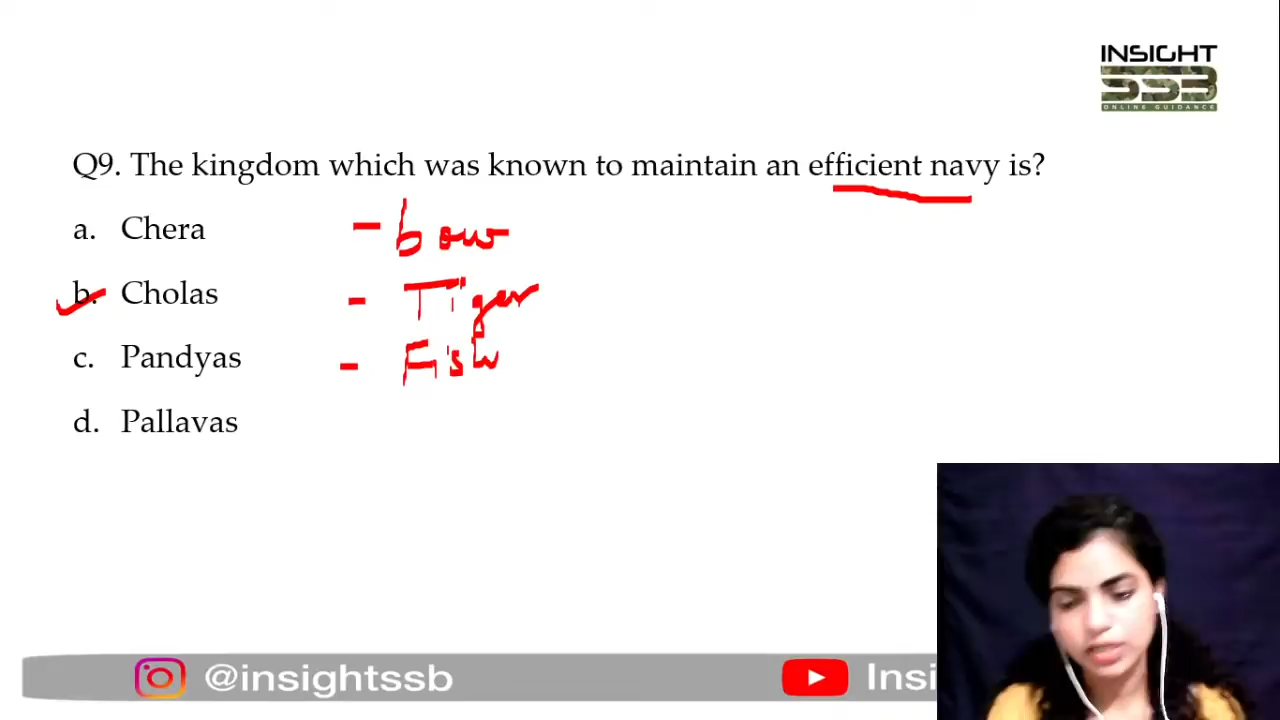 INSIGHT
SSB
ONLINE GUIDANCE
Q9. The kingdom which was known to maintain an efficient navy is?
a. Chera - bow
b. Cholas - Tiger
c. Pandyas - Fish
d. Pallavas
@insightssb
Insi